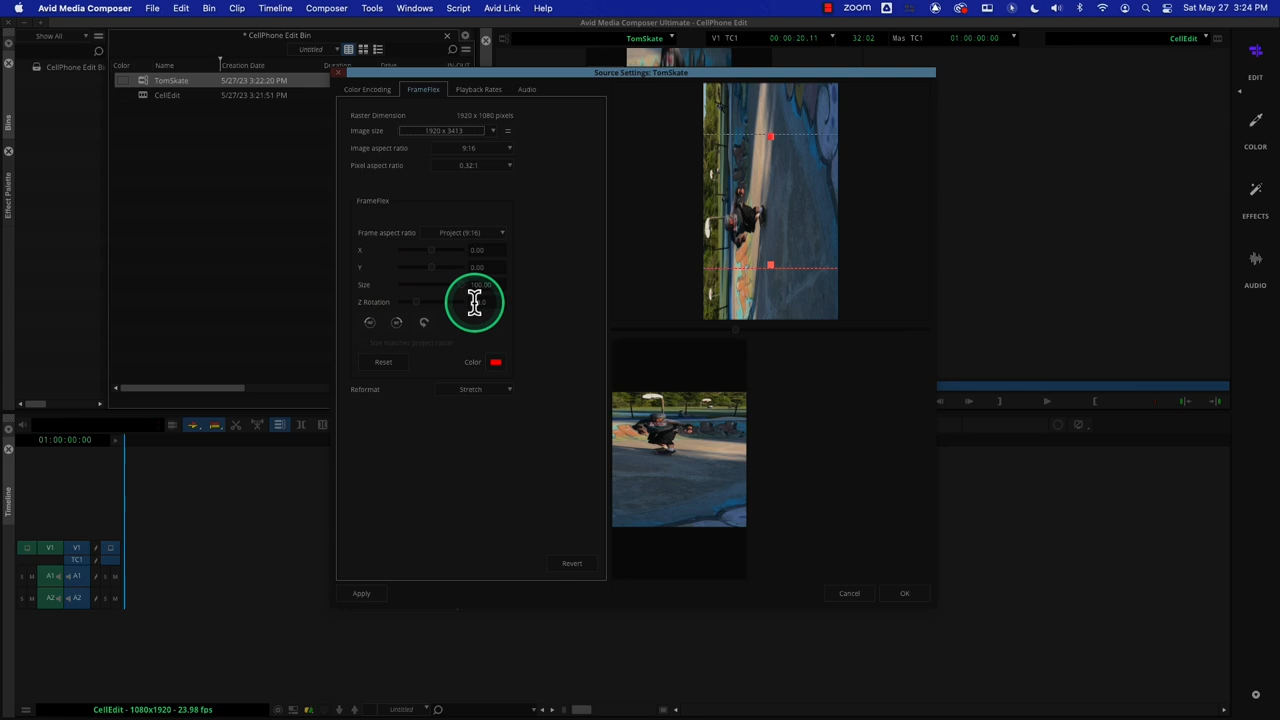 Media Composer File Edit Bin Clip Timeline Composer Tools Windows Script Avid Link Help ZOOM Sat May 27 3:24 PM
Avid Media Composer Ultimate - CellPhone Edit
Show All
* CellPhone Edit Bin
TomSkate V1 TC1 00:00:20.11 32:02 Mas TC1 01:00:00:00 CellEdit
Untitled
CellPhone Edit Bi
Color Name Creation Date Duration Drive IN-OUT
TomSkate 5/27/23 3:22:20 PM
CellEdit 5/27/23 3:21:51 PM
Bins
Effect Palette
Source Settings: TomSkate
Color Encoding FrameFlex Playback Rates Audio
Raster Dimension 1920 x 1080 pixels
Image size 1920 x 3413
Image aspect ratio 9:16
Pixel aspect ratio 0.32:1
FrameFlex
Frame aspect ratio Project (9:16)
X 0.00
Y 0.00
Size 100.00
Z Rotation
Size matches project raster
Reset Color
Reformat Stretch
Revert
Apply Cancel OK
EDIT
COLOR
EFFECTS
AUDIO
01:00:00:00
Timeline
V1 V1
TC1
A1 A1 S M
A2 A2 S M
CellEdit - 1080x1920 - 23.98 fps Untitled